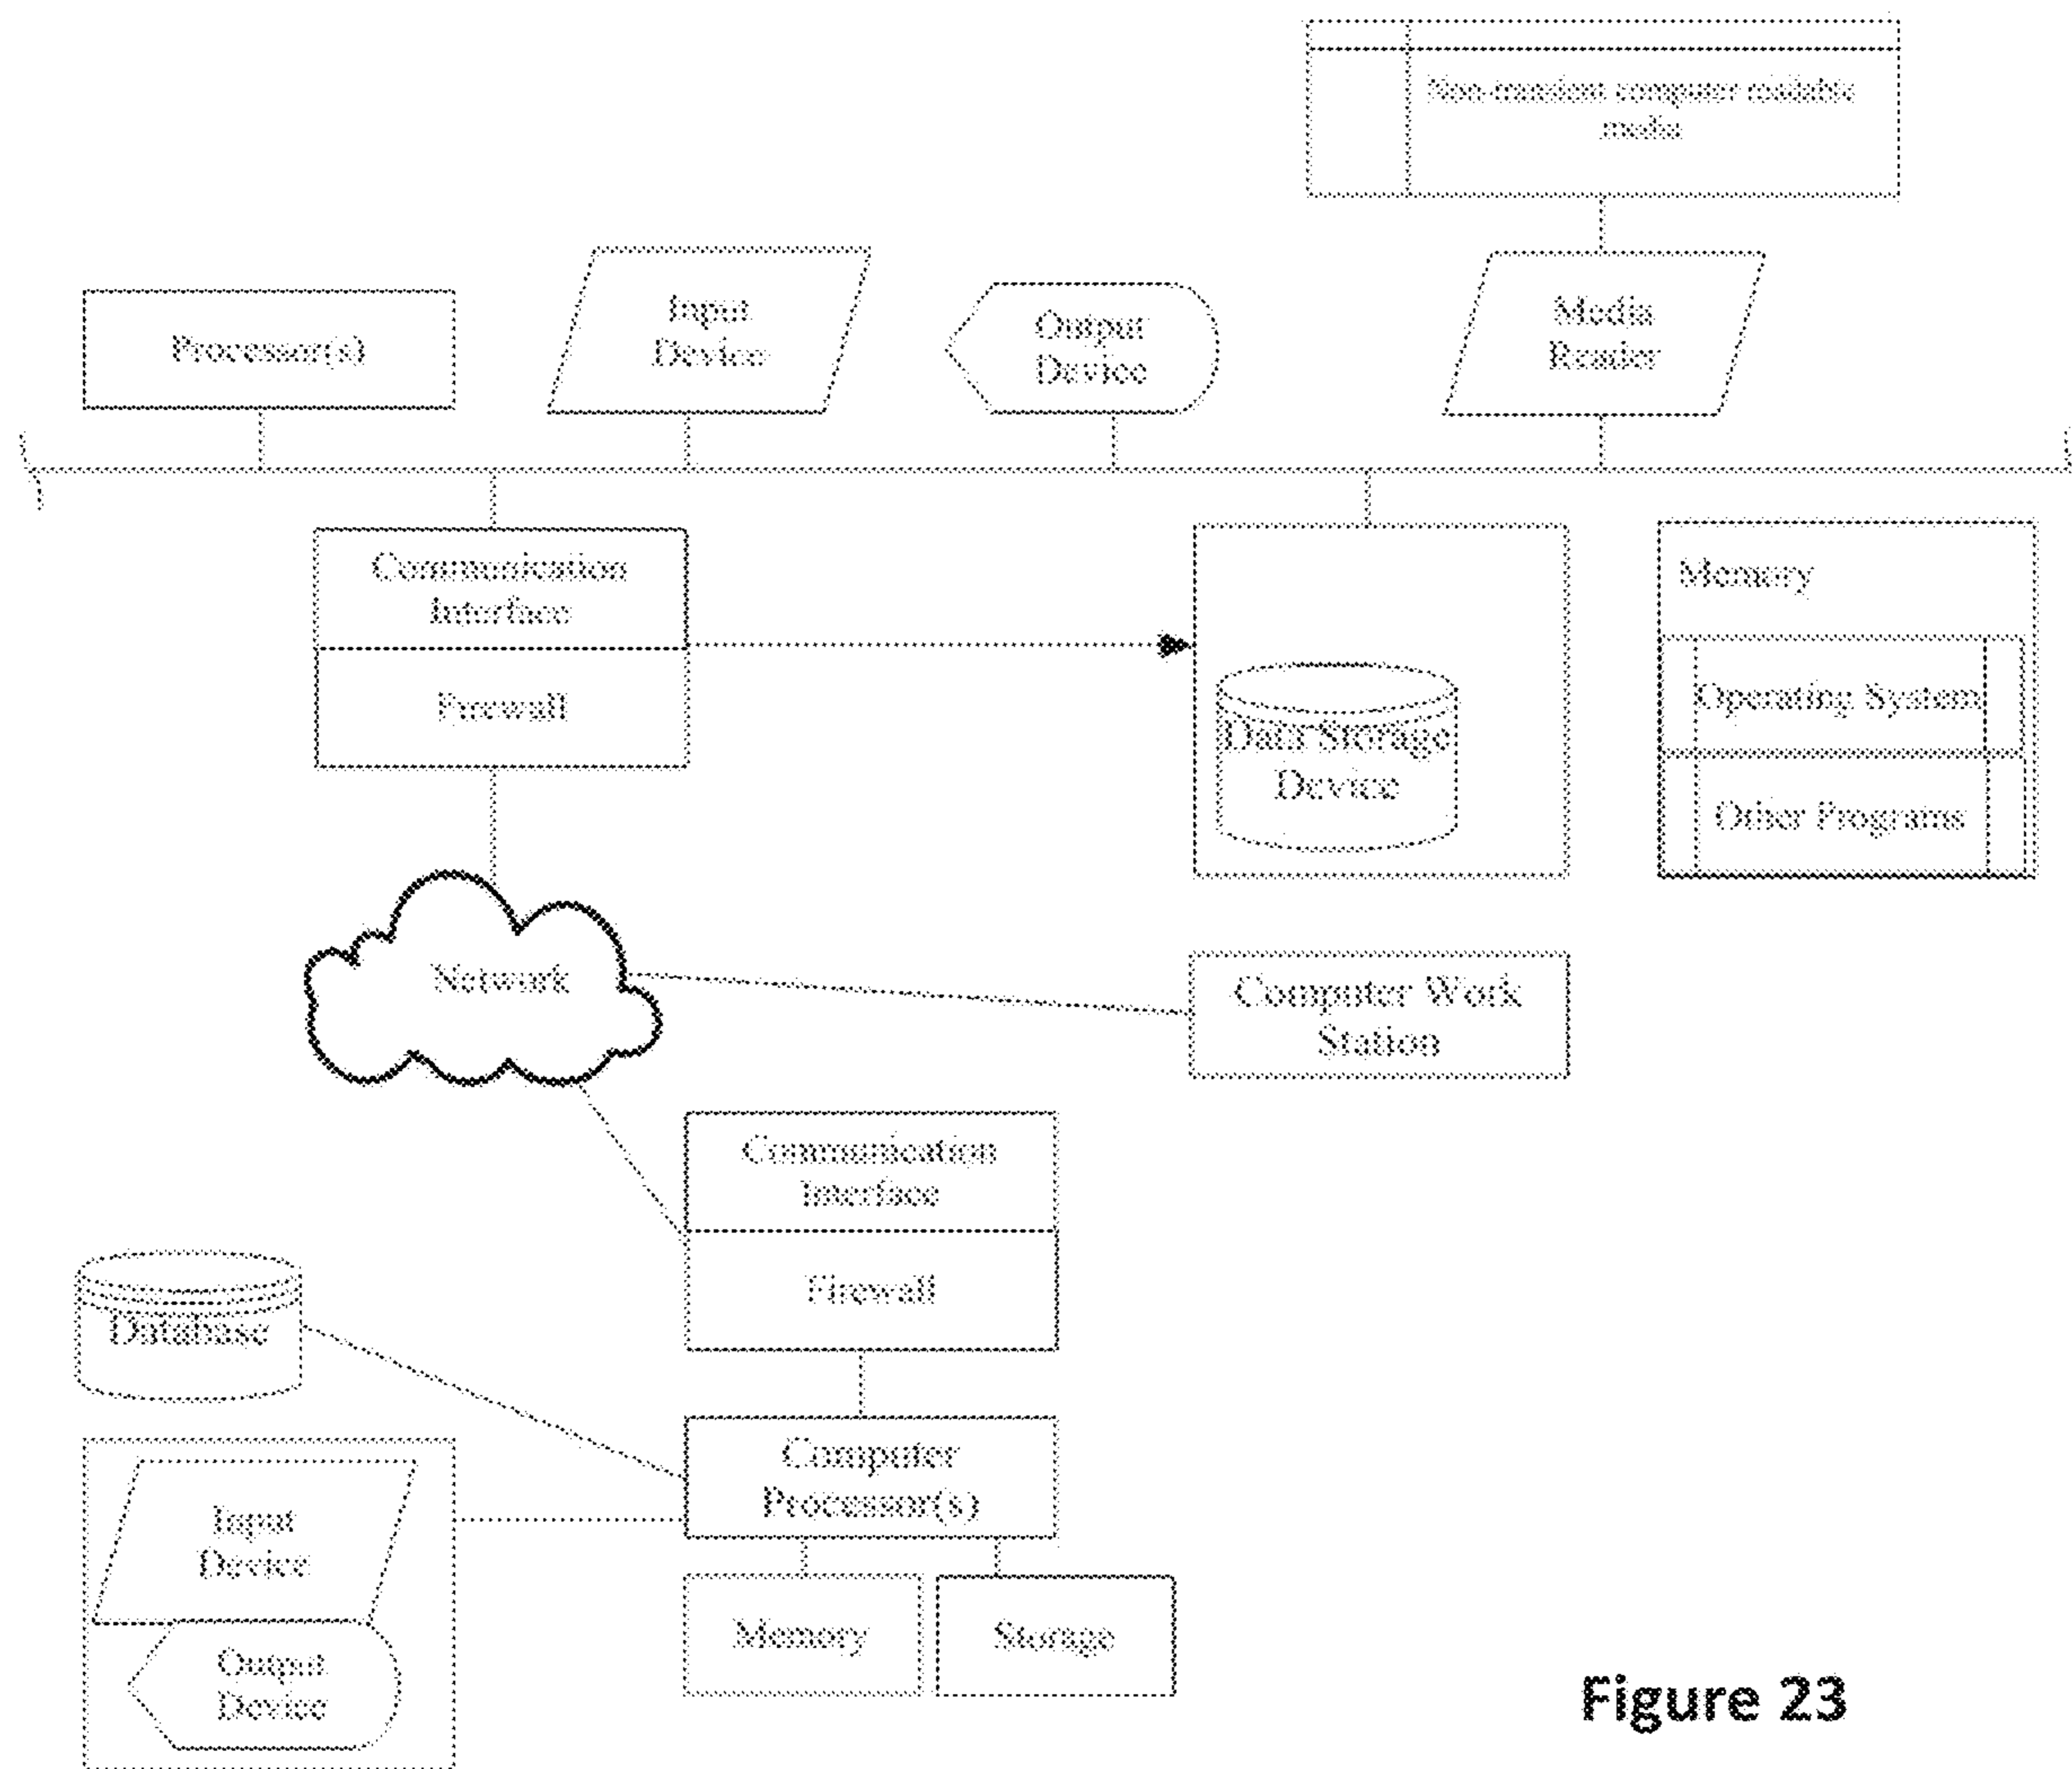 Non-transient computer readable
media
Processor(s)
Input
Device
Output
Device
Media
Reader
Communication
Interface
Firewall
Data Storage
Device
Memory
Operating System
Other Programs
Network
Computer Work
Station
Communication
Interface
Firewall
Database
Computer
Processor(s)
Input
Device
Output
Device
Memory
Storage
Figure 23